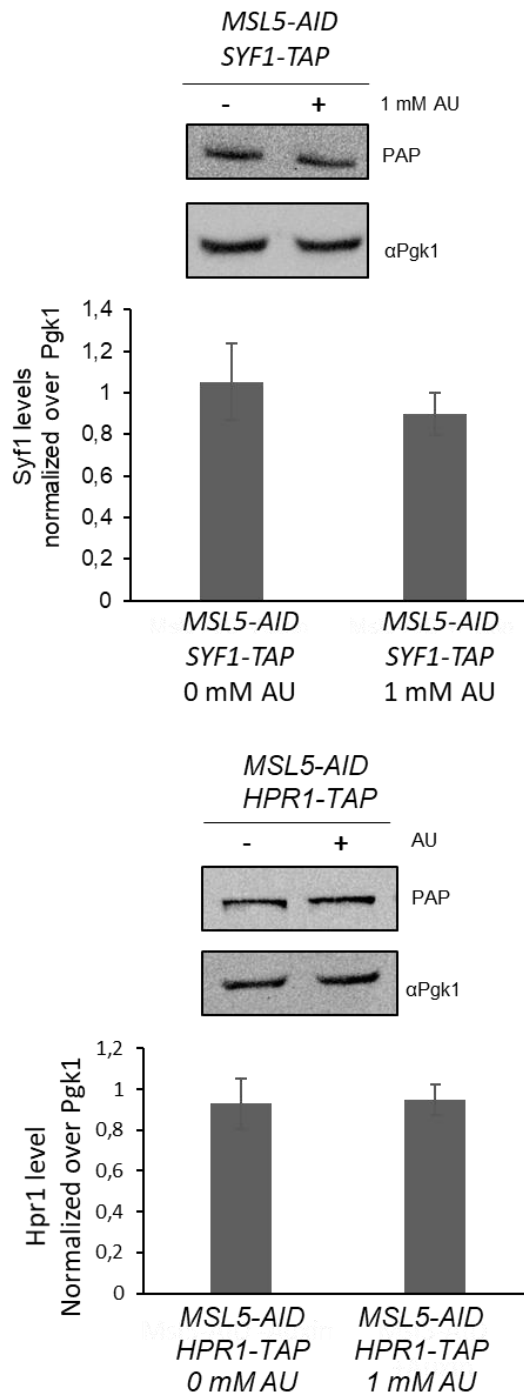 MSL5-AID
SYF1-TAP
- + 1 mM AU
PAP
αPgk1
Syf1 levels
normalized over Pgk1
1,4
1,2
1
0,8
0,6
0,4
0,2
0
MSL5-AID MSL5-AID
SYF1-TAP SYF1-TAP
0 mM AU 1 mM AU
MSL5-AID
HPR1-TAP
- + AU
PAP
αPgk1
Hpr1 level
Normalized over Pgk1
1,2
1
0,8
0,6
0,4
0,2
0
MSL5-AID MSL5-AID
HPR1-TAP HPR1-TAP
0 mM AU 1 mM AU